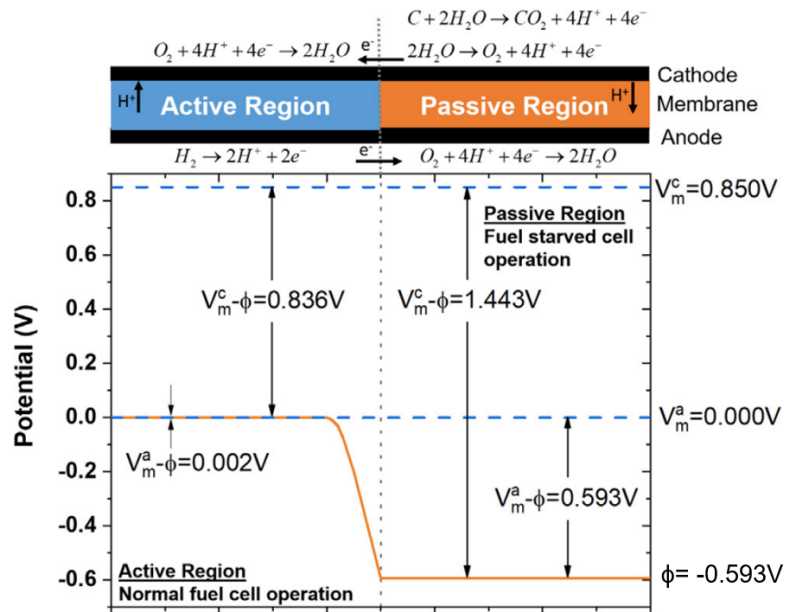 C + 2H₂O → CO₂ + 4H⁺ + 4e⁻
O₂ + 4H⁺ + 4e⁻ → 2H₂O e⁻ 2H₂O → O₂ + 4H⁺ + 4e⁻
Cathode
H⁺ Active Region Passive Region H⁺ Membrane
Anode
H₂ → 2H⁺ + 2e⁻ e⁻ O₂ + 4H⁺ + 4e⁻ → 2H₂O
Potential (V)
0.8
0.6
0.4
0.2
0.0
-0.2
-0.4
-0.6
Vᶜₘ=0.850V
Passive Region
Fuel starved cell
operation
Vᶜₘ-ϕ=0.836V
Vᶜₘ-ϕ=1.443V
Vᵃₘ=0.000V
Vᵃₘ-ϕ=0.002V
Vᵃₘ-ϕ=0.593V
Active Region
Normal fuel cell operation
ϕ= -0.593V